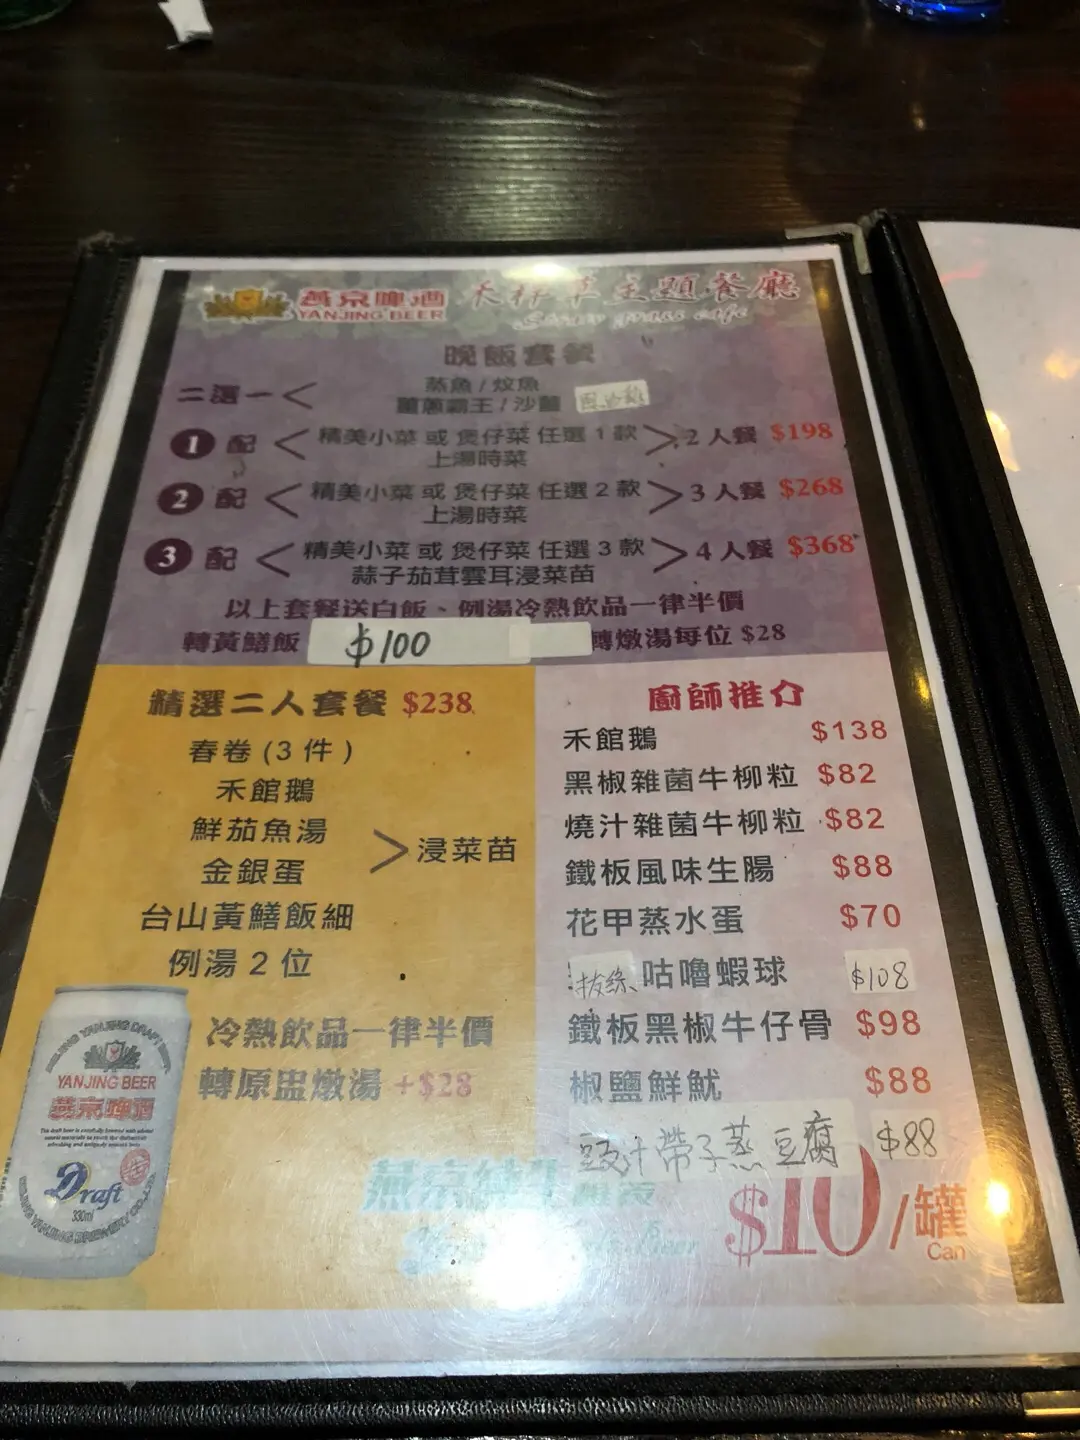 燕京啤酒
YANJING BEER
主題餐廳
晚飯套餐
二選一
蒸魚 / 炆魚
薑蔥霸王 / 沙薑
1 配 精美小菜 或 煲仔菜 任選 1 款 2 人餐 $198
上湯時菜
2 配 精美小菜 或 煲仔菜 任選 2 款 3 人餐 $268
上湯時菜
3 配 精美小菜 或 煲仔菜 任選 3 款 4 人餐 $368
蒜子茄茸雲耳浸菜苗
以上套餐送白飯、例湯冷熱飲品一律半價
轉黃鱔飯 $100 轉燉湯每位 $28
精選二人套餐 $238
春卷 (3 件)
禾館鵝
鮮茄魚湯
金銀蛋
浸菜苗
台山黃鱔飯細
例湯 2 位
冷熱飲品一律半價
轉原盅燉湯 +$28
廚師推介
禾館鵝 $138
黑椒雜菌牛柳粒 $82
燒汁雜菌牛柳粒 $82
鐵板風味生腸 $88
花甲蒸水蛋 $70
咕嚕蝦球 $108
鐵板黑椒牛仔骨 $98
椒鹽鮮魷 $88
豉汁帶子蒸豆腐 $88
YANJING BEER
燕京啤酒
Draft
330ml
燕京
Beer
$10/罐
Can